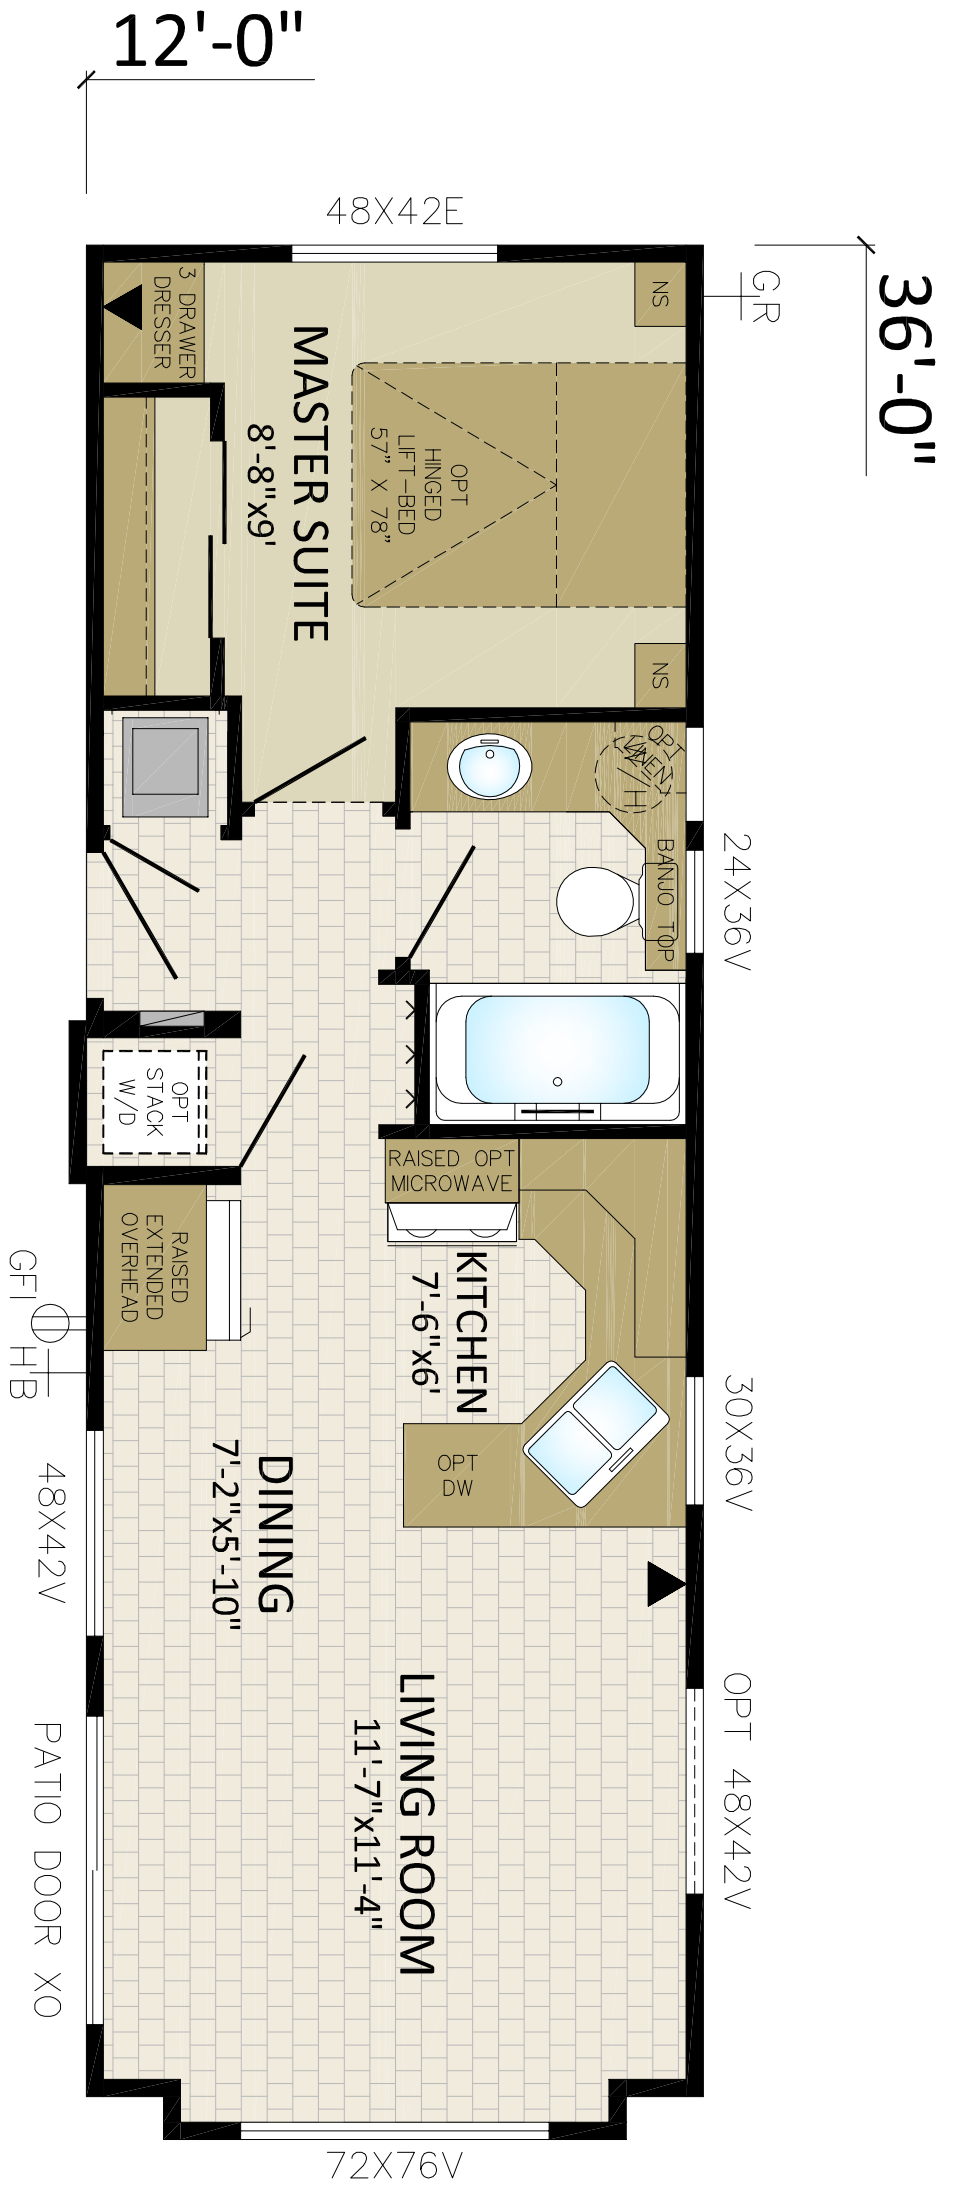 12'-0"
36'-0"
48X42E
GR
3 DRAWER
DRESSER
NS
MASTER SUITE
8'-8"x9'
OPT
HINGED
LIFT-BED
57" X 78"
NS
OPT
LINEN
W/H
BANJO TOP
24X36V
OPT
STACK
W/D
RAISED OPT
MICROWAVE
RAISED
EXTENDED
OVERHEAD
GFI
HB
KITCHEN
7'-6"x6'
30X36V
OPT
DW
DINING
7'-2"x5'-10"
48X42V
LIVING ROOM
11'-7"x11'-4"
OPT 48X42V
PATIO DOOR XO
72X76V